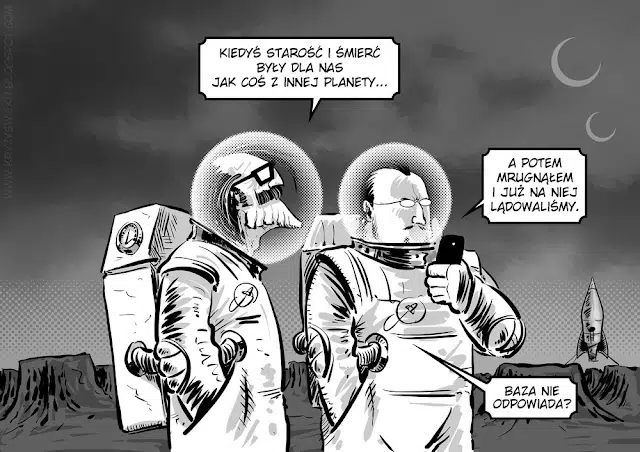 KIEDYŚ STAROŚĆ I ŚMIERĆ
BYŁY DLA NAS
JAK COŚ Z INNEJ PLANETY...
A POTEM
MRUGNĄŁEM
I JUŻ NA NIEJ
LĄDOWALIŚMY.
BAZA NIE
ODPOWIADA?